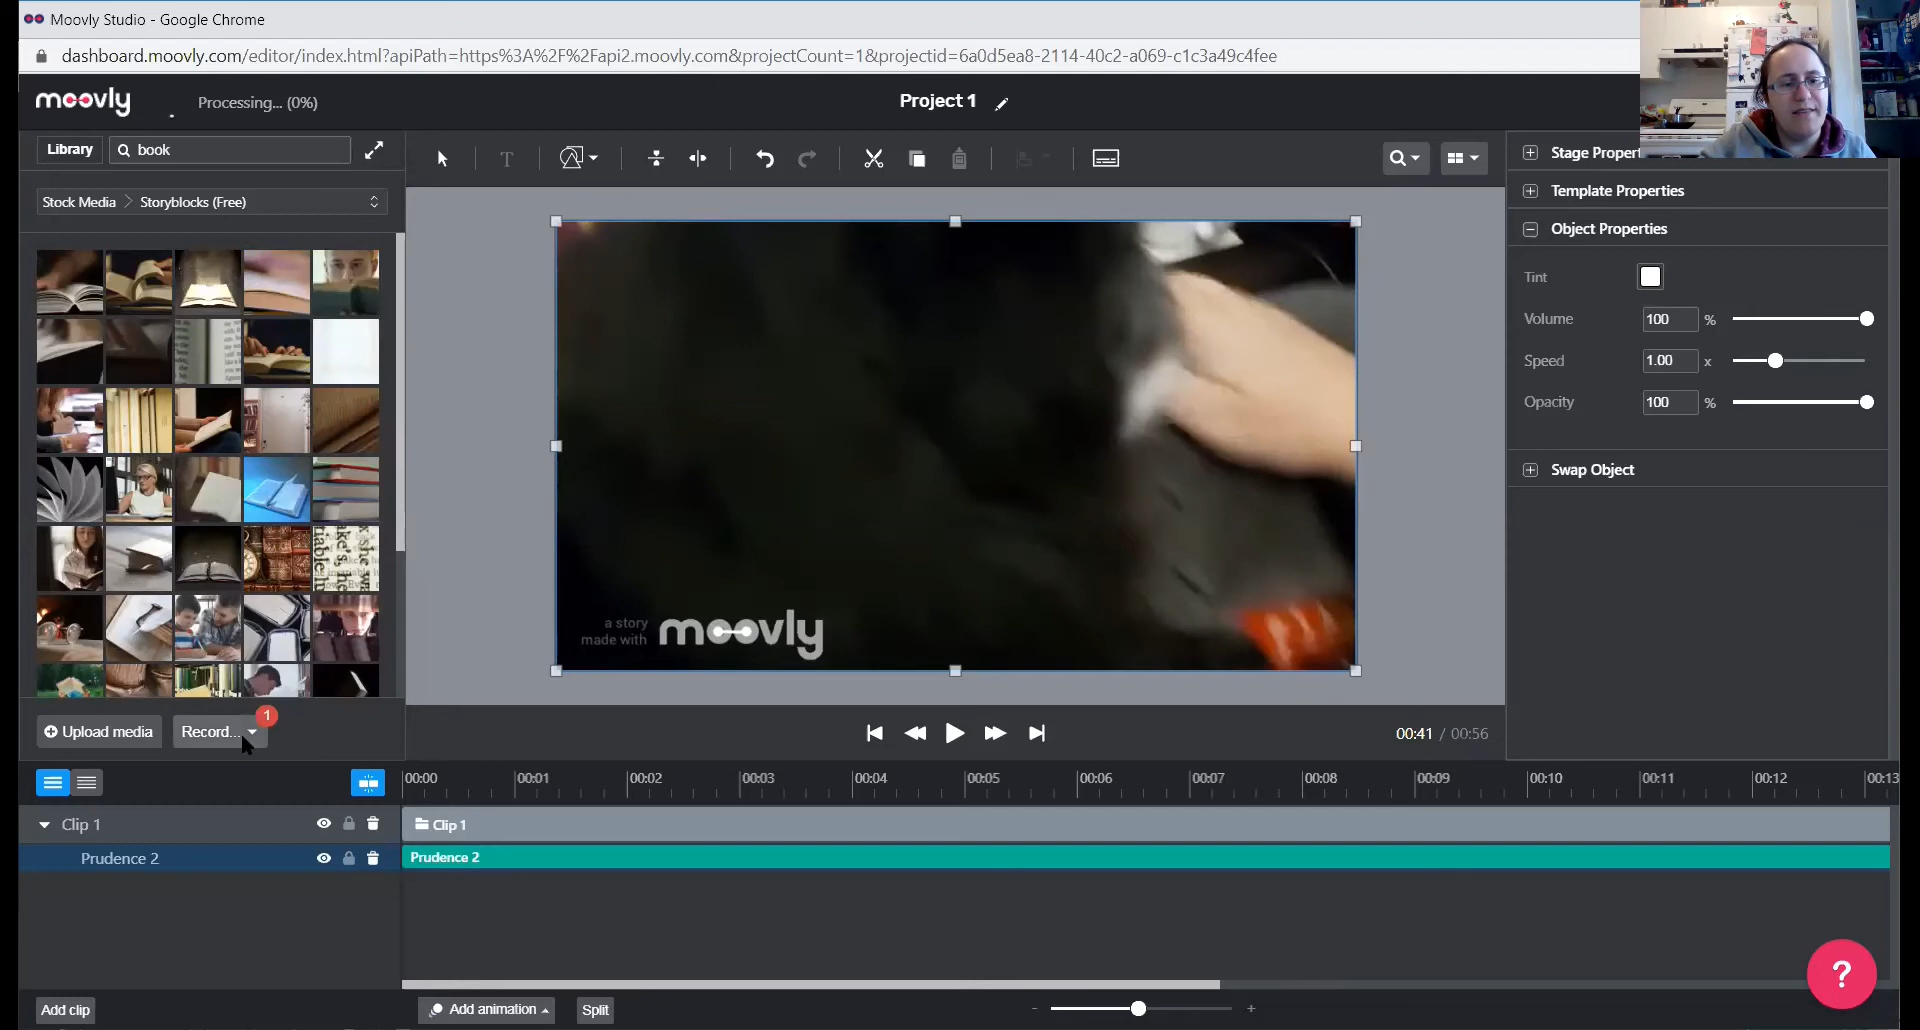 Moovly Studio - Google Chrome
dashboard.moovly.com/editor/index.html?apiPath=https%3A%2F%2Fapi2.moovly.com&projectCount=1&projectid=6a0d5ea8-2114-40c2-a069-c1c3a49c4fee
moovly
Processing... (0%)
Project 1
Library
book
T
Stage Propert
Stock Media
Storyblocks (Free)
Template Properties
Object Properties
Tint
Volume
100
%
Speed
1.00
x
Opacity
100
%
Swap Object
a story
made with
moovly
Upload media
Record...
1
00:41 / 00:56
00:00
00:01
00:02
00:03
00:04
00:05
00:06
00:07
00:08
00:09
00:10
00:11
00:12
00:13
Clip 1
Clip 1
Prudence 2
Prudence 2
?
Add clip
Add animation
Split
-
+